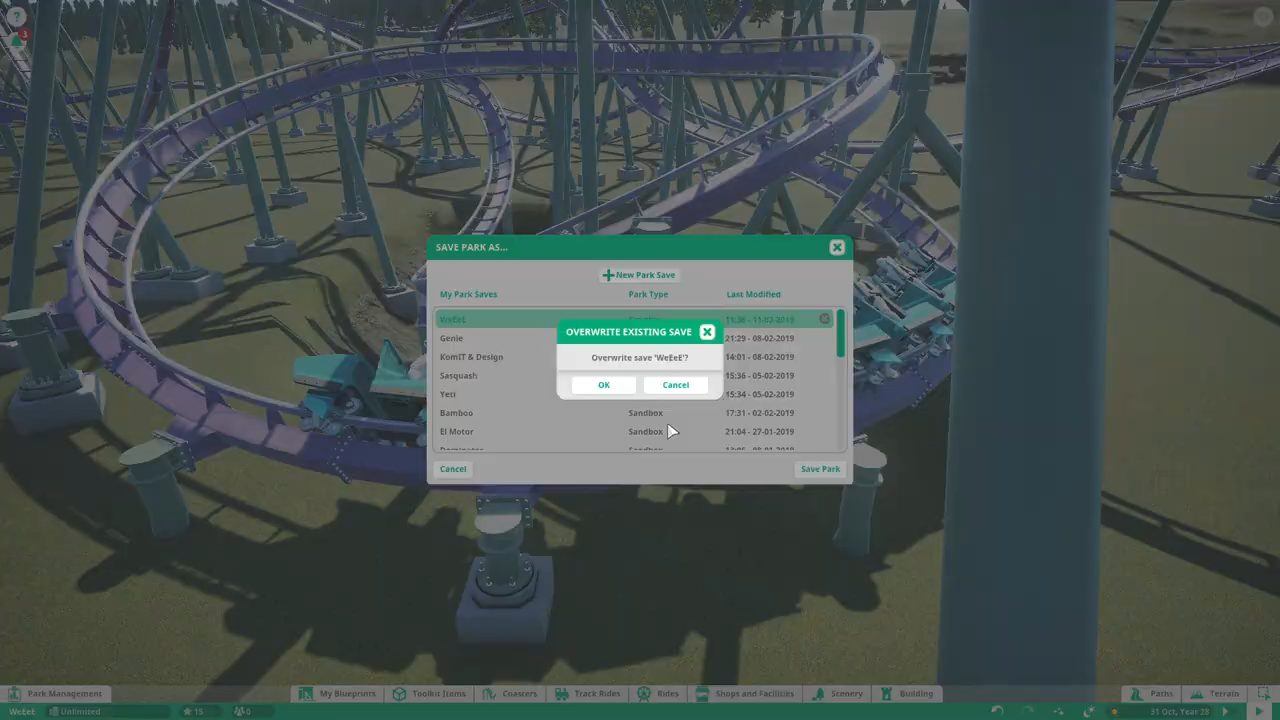 ?
3
SAVE PARK AS...
New Park Save
My Park Saves Park Type Last Modified
WeEeE 11:36 - 11-02-2019
Genie 21:29 - 08-02-2019
KomIT & Design 14:01 - 08-02-2019
Sasquash 15:36 - 05-02-2019
Yeti 15:34 - 05-02-2019
Bamboo Sandbox 17:31 - 02-02-2019
El Motor Sandbox 21:04 - 27-01-2019
OVERWRITE EXISTING SAVE
Overwrite save 'WeEeE'?
OK Cancel
Cancel Save Park
Park Management My Blueprints Toolkit Items Coasters Track Rides Rides Shops and Facilities Scenery Building Paths Terrain
WeEeE Unlimited 15 0 31 Oct, Year 28